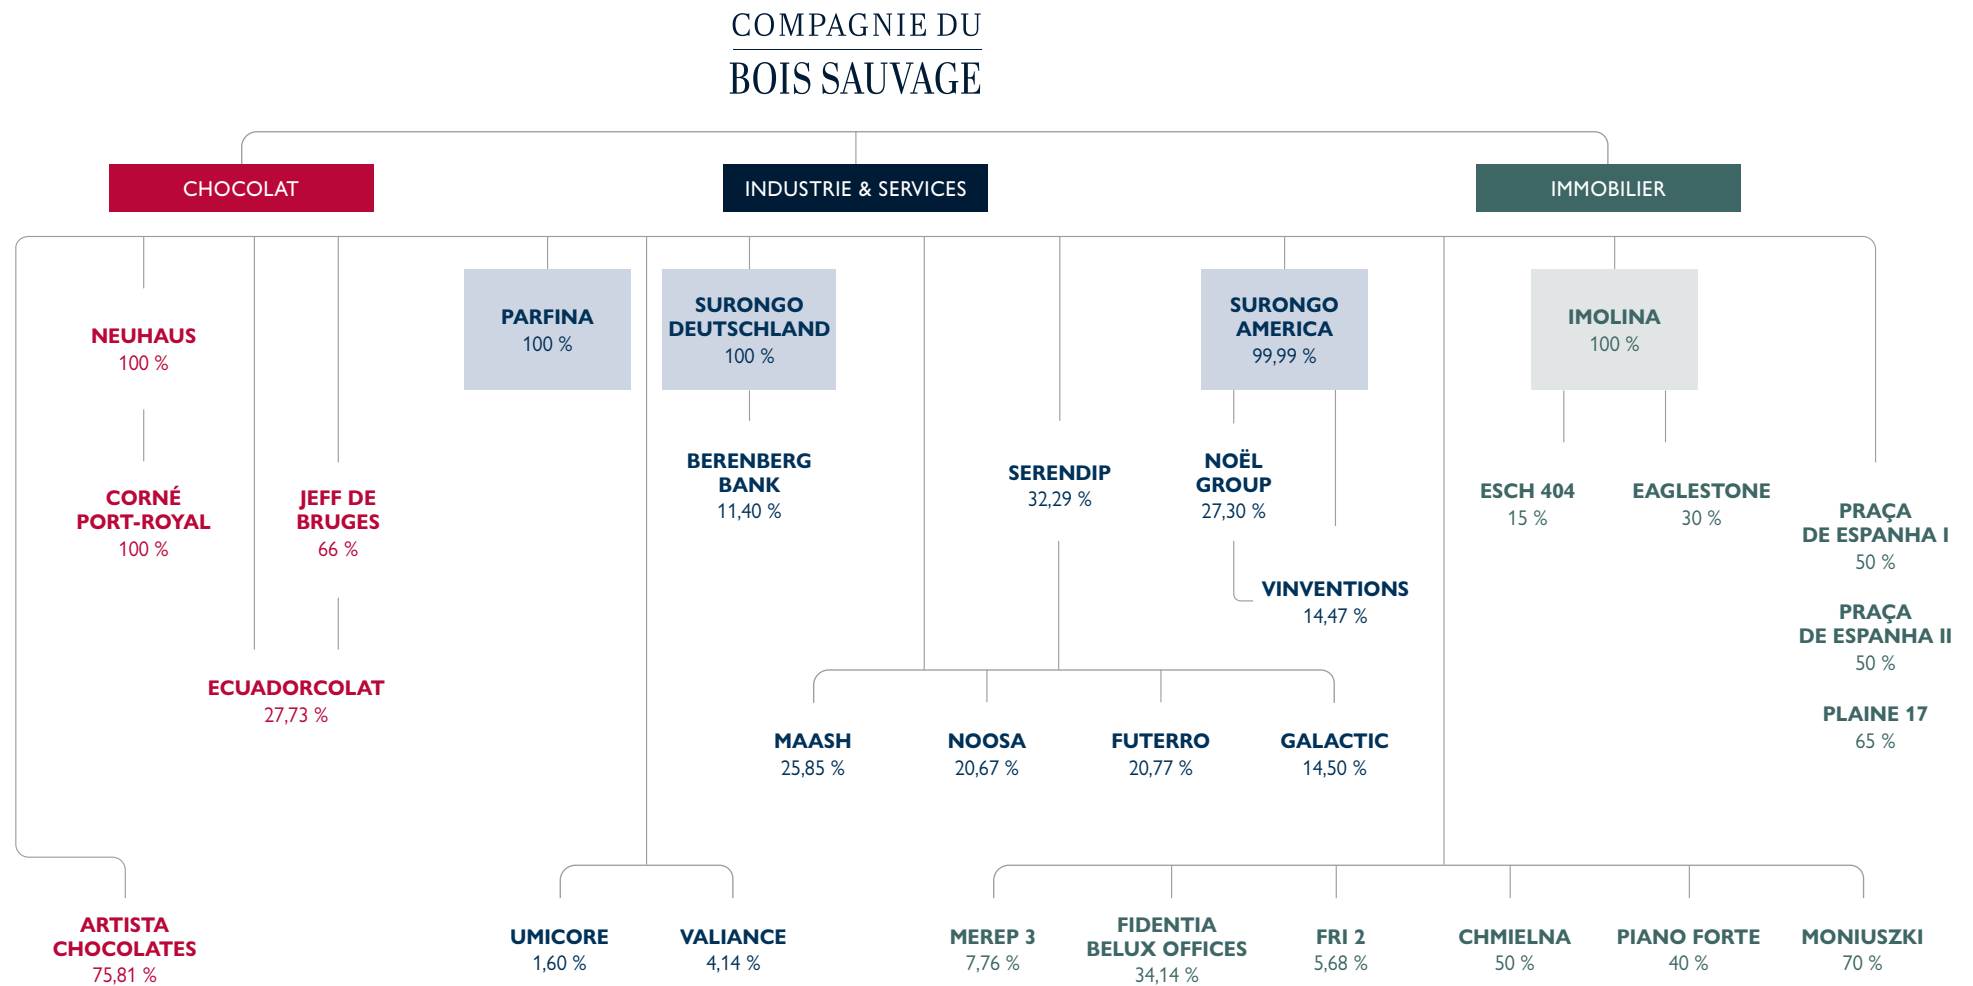 COMPAGNIE DU
BOIS SAUVAGE
CHOCOLAT
INDUSTRIE & SERVICES
IMMOBILIER
NEUHAUS
100 %
CORNÉ
PORT-ROYAL
100 %
JEFF DE
BRUGES
66 %
ECUADORCOLAT
27,73 %
ARTISTA
CHOCOLATES
75,81 %
PARFINA
100 %
SURONGO
DEUTSCHLAND
100 %
BERENBERG
BANK
11,40 %
SERENDIP
32,29 %
SURONGO
AMERICA
99,99 %
NOËL
GROUP
27,30 %
VINVENTIONS
14,47 %
MAASH
25,85 %
NOOSA
20,67 %
FUTERRO
20,77 %
GALACTIC
14,50 %
UMICORE
1,60 %
VALIANCE
4,14 %
IMOLINA
100 %
ESCH 404
15 %
EAGLESTONE
30 %
PRAÇA
DE ESPANHA I
50 %
PRAÇA
DE ESPANHA II
50 %
PLAINE 17
65 %
MEREP 3
7,76 %
FIDENTIA
BELUX OFFICES
34,14 %
FRI 2
5,68 %
CHMIELNA
50 %
PIANO FORTE
40 %
MONIUSZKI
70 %